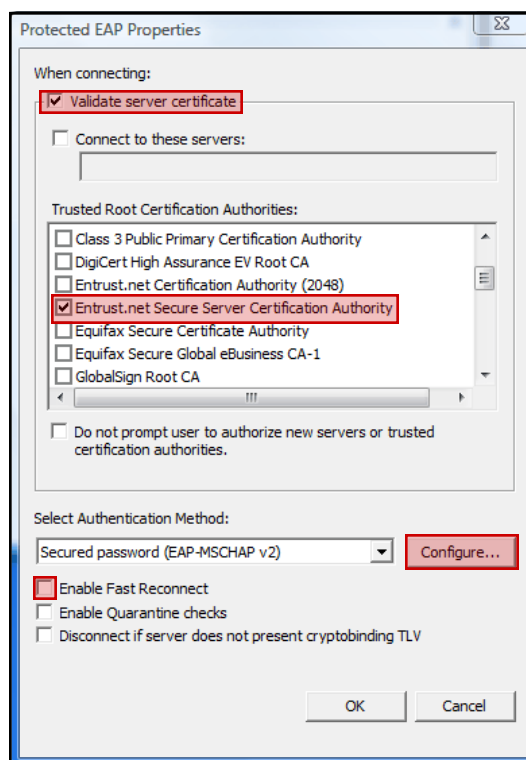 Protected EAP Properties
When connecting:
Validate server certificate
Connect to these servers:
Trusted Root Certification Authorities:
Class 3 Public Primary Certification Authority
DigiCert High Assurance EV Root CA
Entrust.net Certification Authority (2048)
Entrust.net Secure Server Certification Authority
Equifax Secure Certificate Authority
Equifax Secure Global eBusiness CA-1
GlobalSign Root CA
Do not prompt user to authorize new servers or trusted
certification authorities.
Select Authentication Method:
Secured password (EAP-MSCHAP v2) Configure...
Enable Fast Reconnect
Enable Quarantine checks
Disconnect if server does not present cryptobinding TLV
OK Cancel